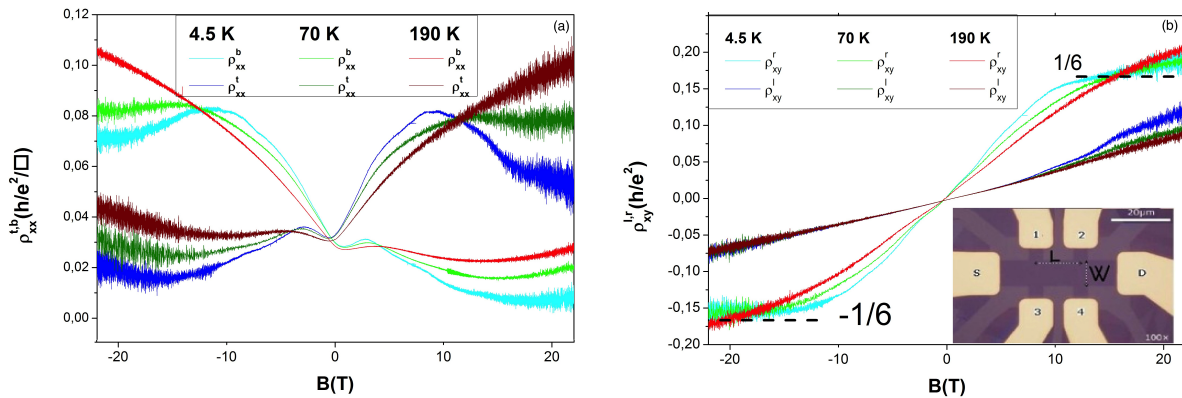 (a)
4.5 K 70 K 190 K
ρxx^b ρxx^b ρxx^b
ρxx^t ρxx^t ρxx^t
0,12
0,10
0,08
0,06
0,04
0,02
0,00
ρxx^t,b(h/e²/□)
-20 -10 0 10 20
B(T)
(b)
4.5 K 70 K 190 K
ρxy^r ρxy^r ρxy^r
ρxy^l ρxy^l ρxy^l
1/6
-1/6
0,20
0,15
0,10
0,05
0,00
-0,05
-0,10
-0,15
-0,20
ρxy^l,r(h/e²)
20μm
1 2
L
S W D
3 4
100×
-20 -10 0 10 20
B(T)